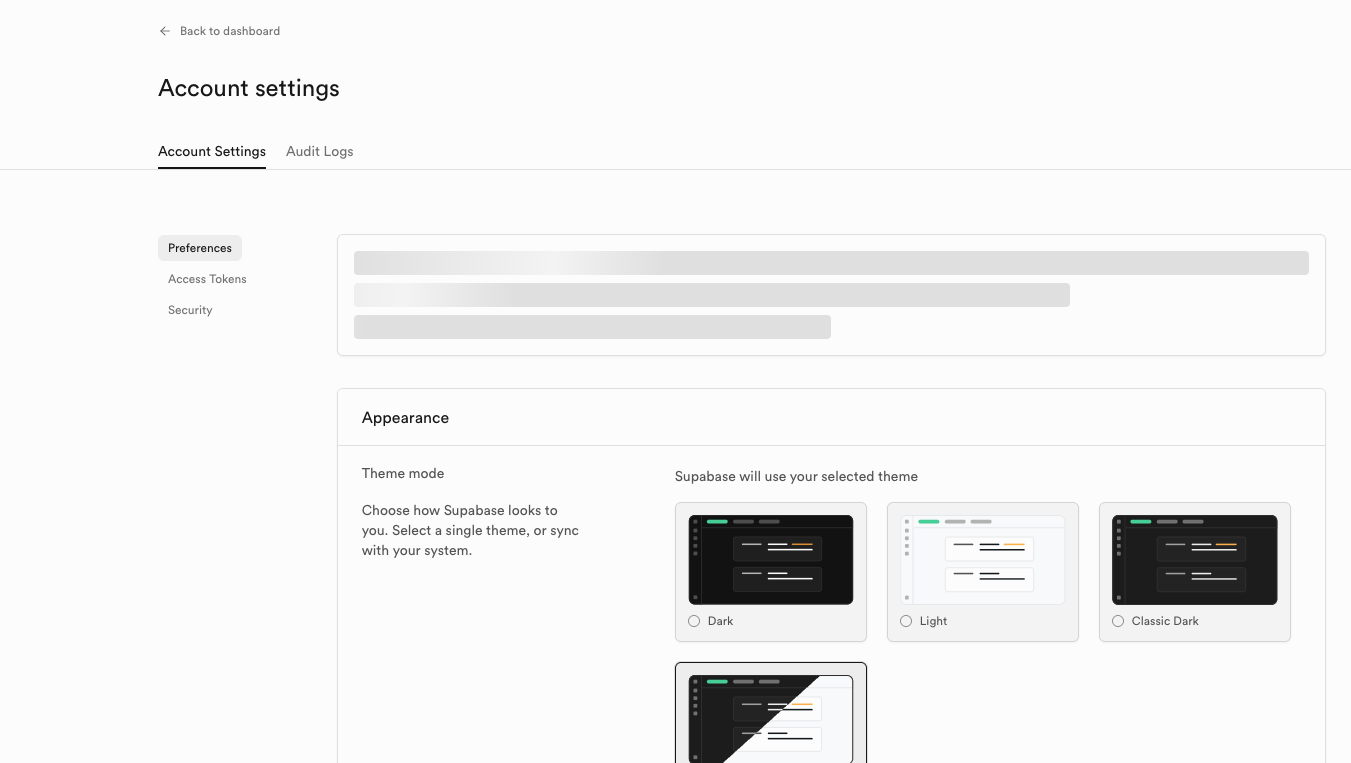 Back to dashboard
Account settings
Account Settings
Audit Logs
Preferences
Access Tokens
Security
Appearance
Theme mode
Choose how Supabase looks to
you. Select a single theme, or sync
with your system.
Supabase will use your selected theme
Dark
Light
Classic Dark